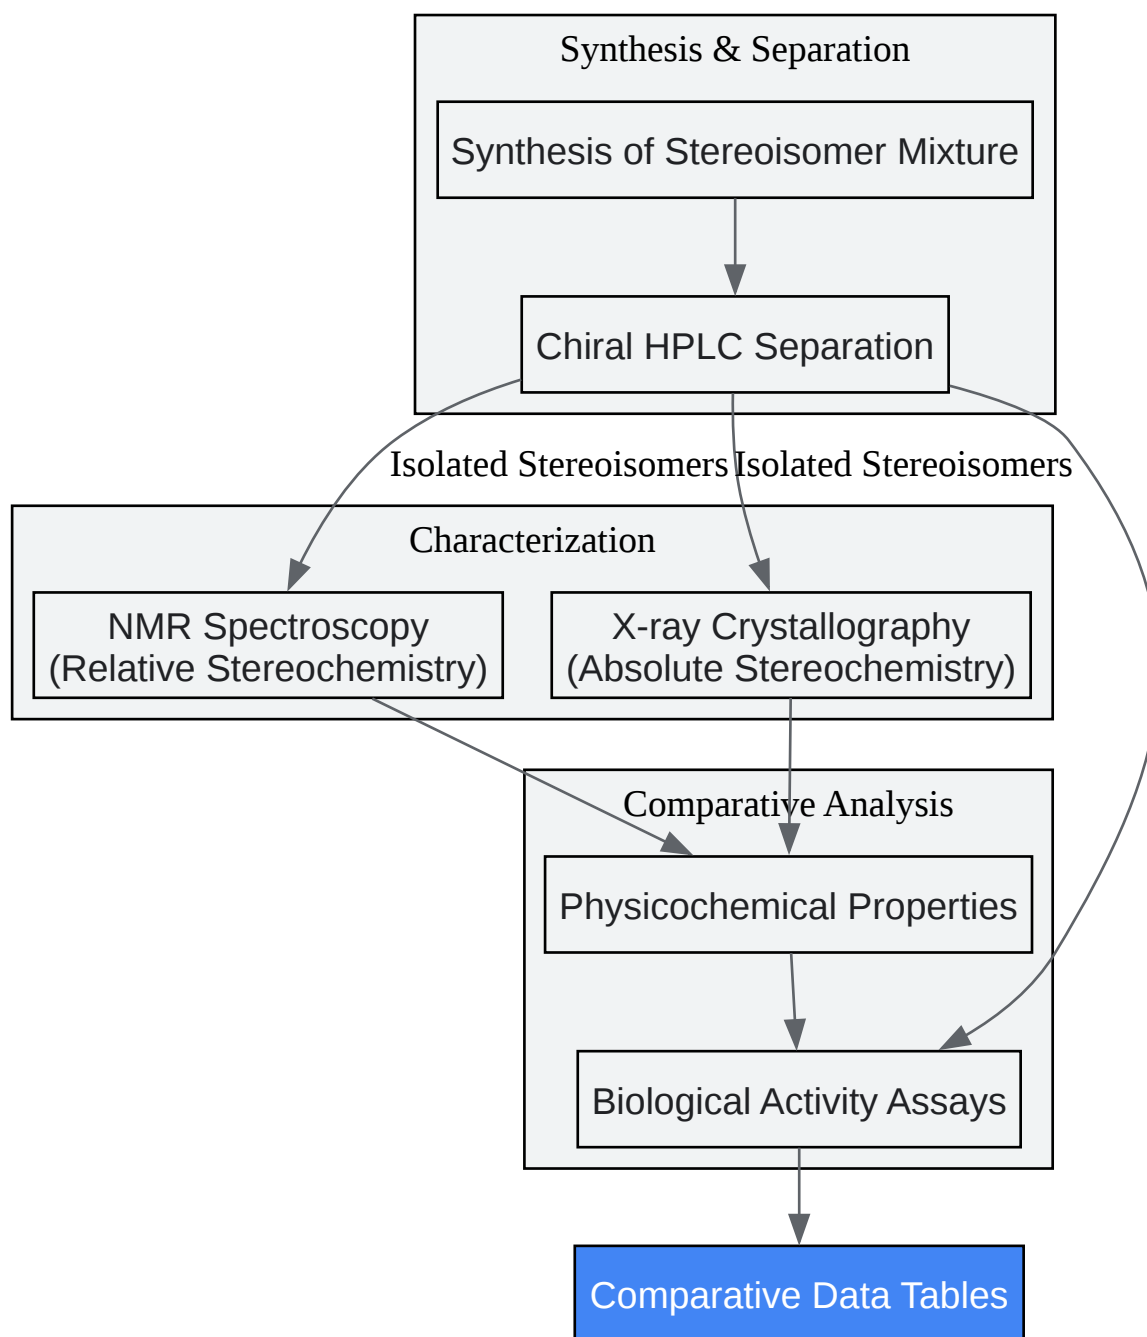 Synthesis & Separation
Synthesis of Stereoisomer Mixture
Chiral HPLC Separation
Isolated Stereoisomers
Isolated Stereoisomers
Characterization
NMR Spectroscopy
(Relative Stereochemistry)
X-ray Crystallography
(Absolute Stereochemistry)
Comparative Analysis
Physicochemical Properties
Biological Activity Assays
Comparative Data Tables